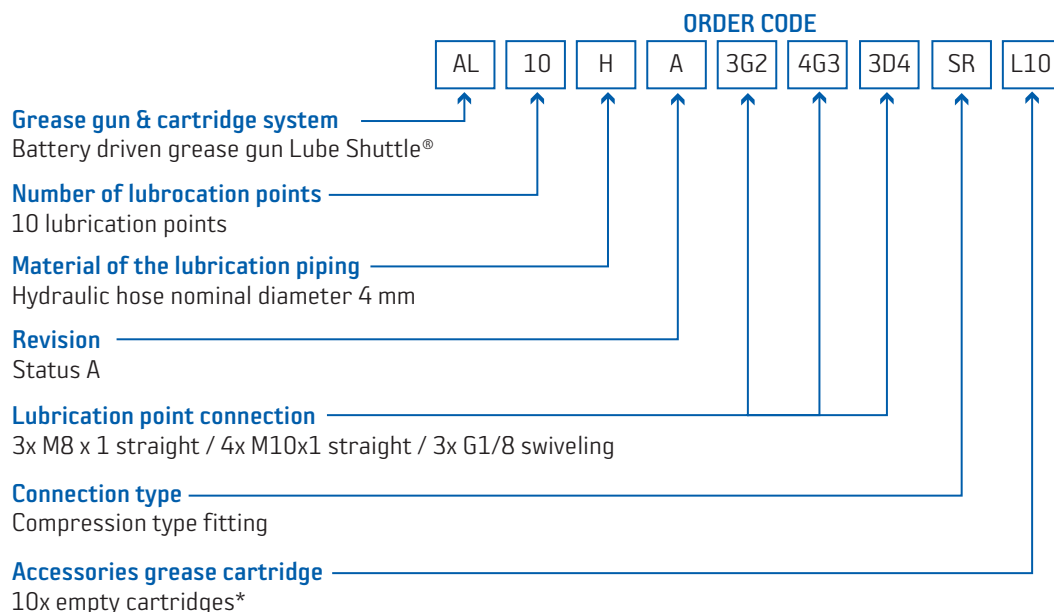 ORDER CODE
AL 10 H A 3G2 4G3 3D4 SR L10
Grease gun & cartridge system
Battery driven grease gun Lube Shuttle®
Number of lubrocation points
10 lubrication points
Material of the lubrication piping
Hydraulic hose nominal diameter 4 mm
Revision
Status A
Lubrication point connection
3x M8 x 1 straight / 4x M10x1 straight / 3x G1/8 swiveling
Connection type
Compression type fitting
Accessories grease cartridge
10x empty cartridges*